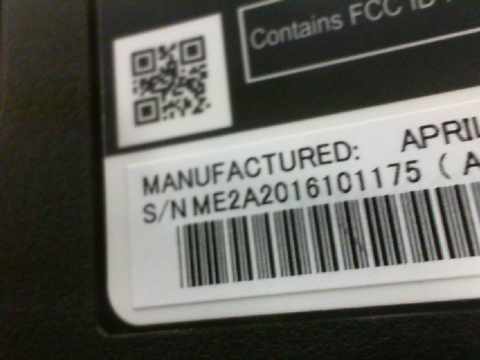 Contains FCC ID
MANUFACTURED: APRIL
S/N ME2A2016101175 ( A